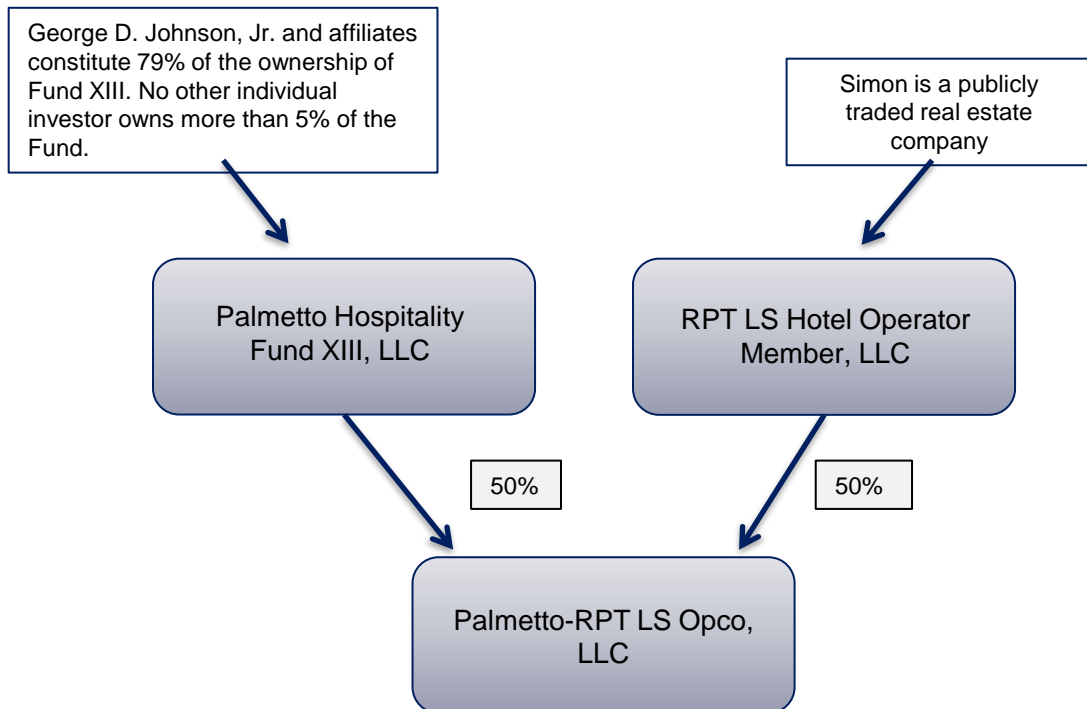 George D. Johnson, Jr. and affiliates
constitute 79% of the ownership of
Fund XIII. No other individual
investor owns more than 5% of the
Fund.
Simon is a publicly
traded real estate
company
Palmetto Hospitality
Fund XIII, LLC
RPT LS Hotel Operator
Member, LLC
50%
50%
Palmetto-RPT LS Opco,
LLC